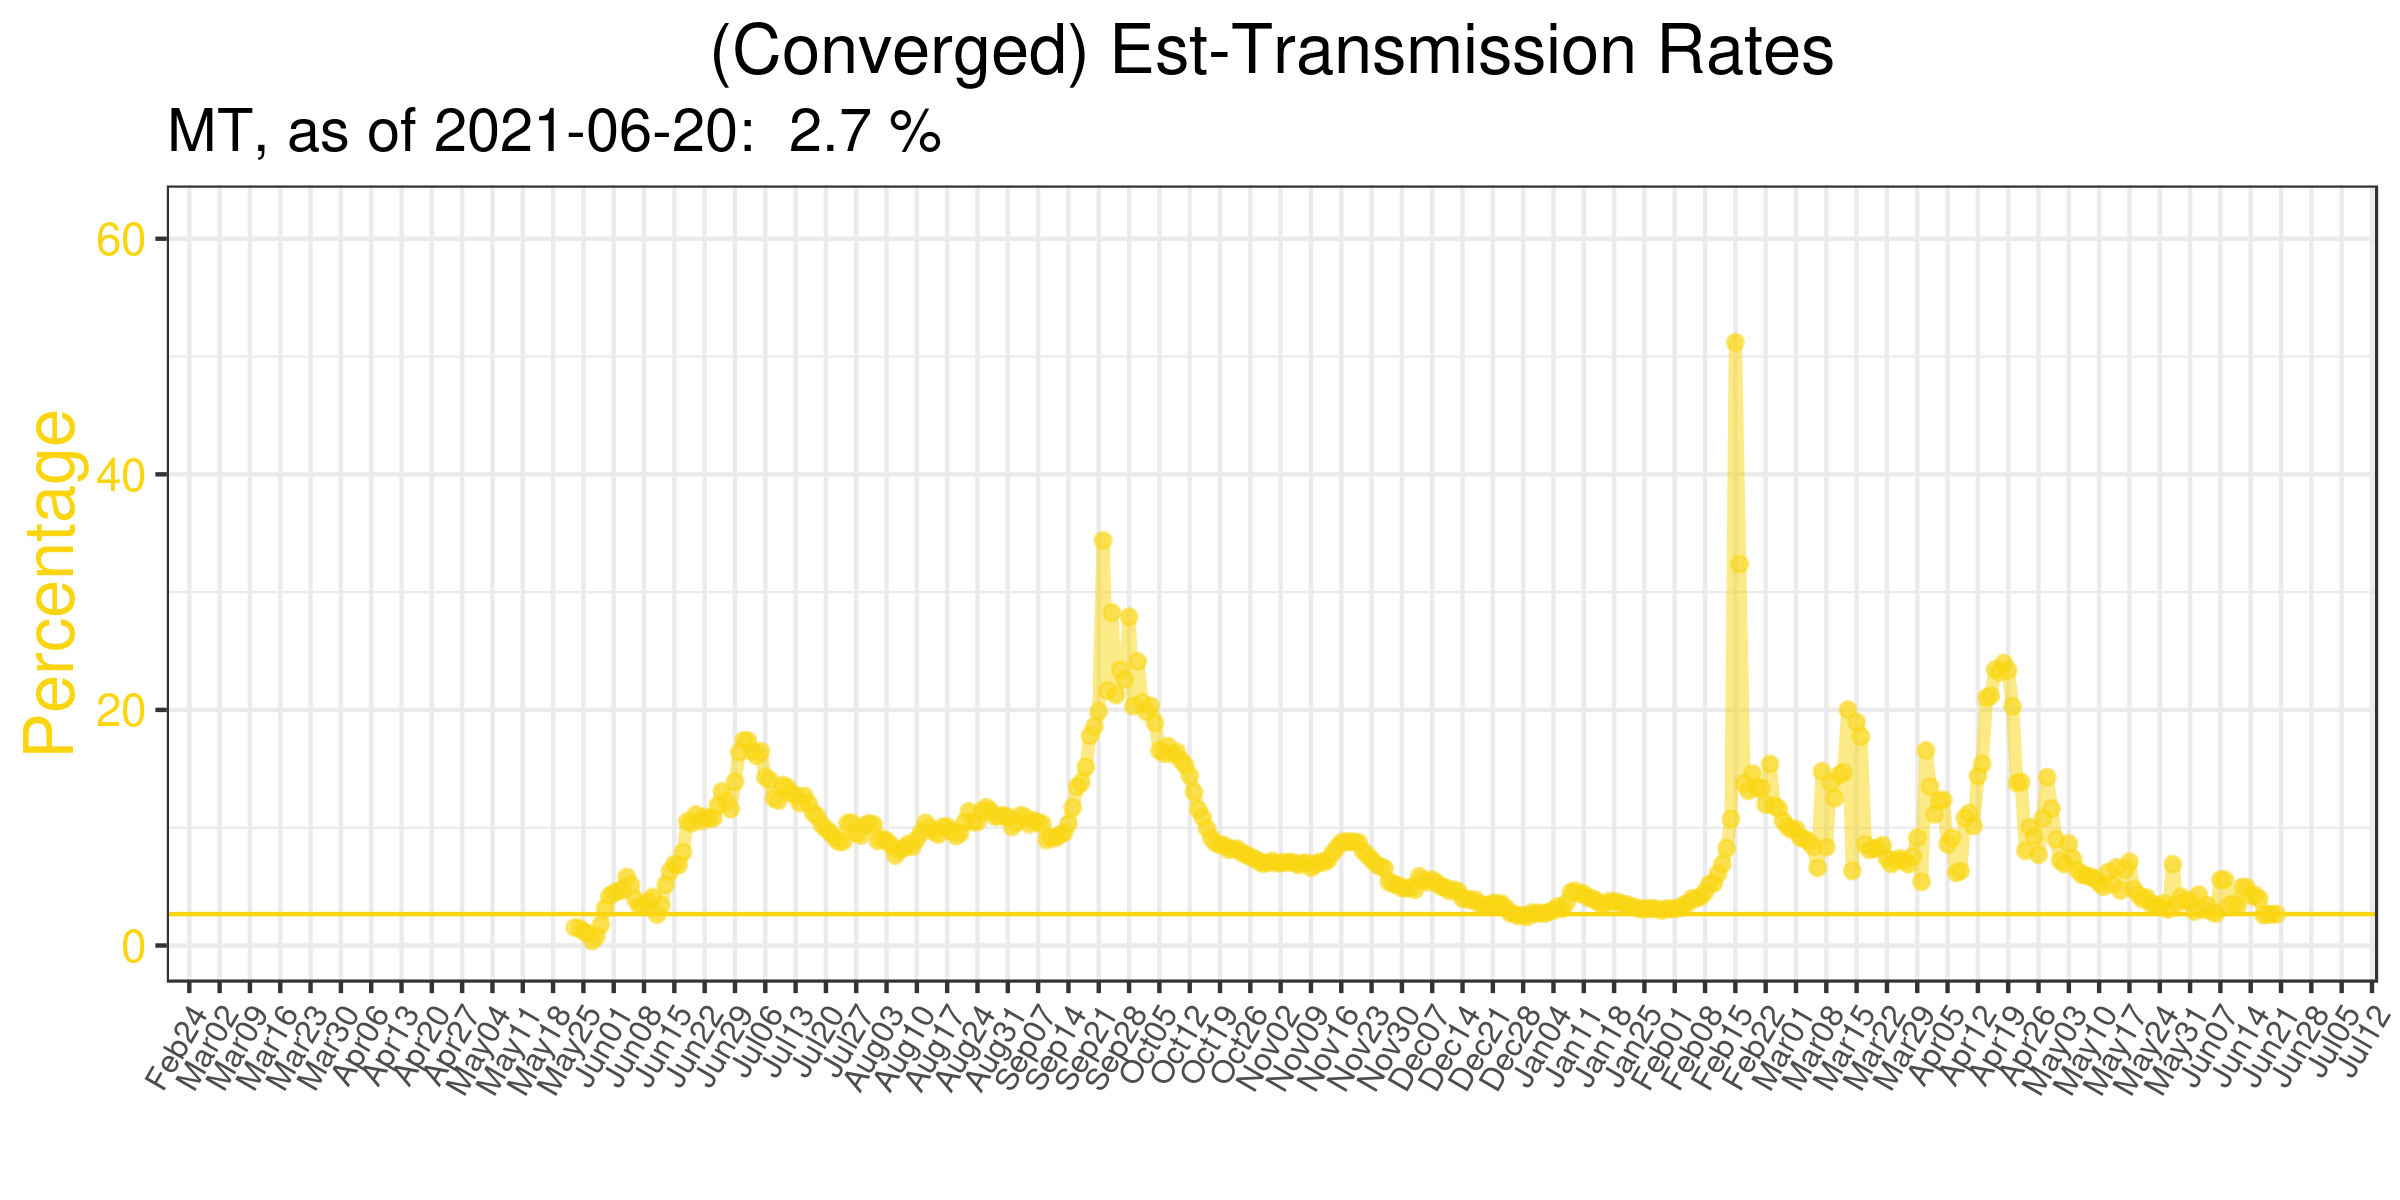 (Converged) Est-Transmission Rates
MT, as of 2021-06-20:  2.7 %
Percentage
60
40
20
0
Feb24
Mar02
Mar09
Mar16
Mar23
Mar30
Apr06
Apr13
Apr20
Apr27
May04
May11
May18
May25
Jun01
Jun08
Jun15
Jun22
Jun29
Jul06
Jul13
Jul20
Jul27
Aug03
Aug10
Aug17
Aug24
Aug31
Sep07
Sep14
Sep21
Sep28
Oct05
Oct12
Oct19
Oct26
Nov02
Nov09
Nov16
Nov23
Nov30
Dec07
Dec14
Dec21
Dec28
Jan04
Jan11
Jan18
Jan25
Feb01
Feb08
Feb15
Feb22
Mar01
Mar08
Mar15
Mar22
Mar29
Apr05
Apr12
Apr19
Apr26
May03
May10
May17
May24
May31
Jun07
Jun14
Jun21
Jun28
Jul05
Jul12